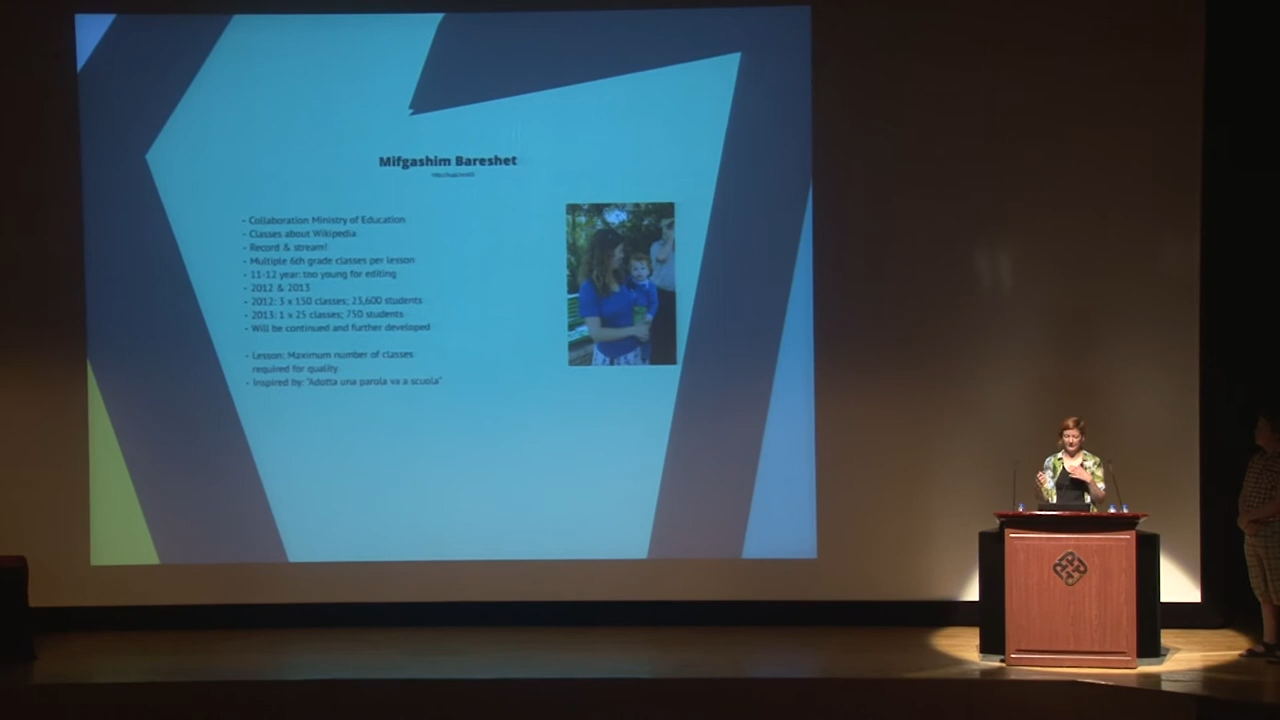 Mifgashim Bareshet
- Collaboration Ministry of Education
- Classes about Wikipedia
- Record & stream!
- Multiple 6th grade classes per lesson
- 11-12 year: too young for editing
- 2012 & 2013
- 2012: 3 x 150 classes; 23,600 students
- 2013: 1 x 25 classes; 750 students
- Will be continued and further developed
- Lesson: Maximum number of classes
required for quality
- Inspired by: "Adotta una parola va a scuola"